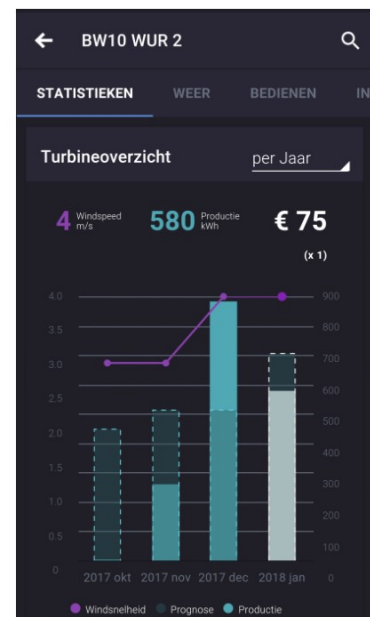 BW10 WUR 2
STATISTIEKEN WEER BEDIENEN IN
Turbineoverzicht per Jaar
4 Windspeed m/s 580 Productie kWh € 75
(x 1)
4.0 900
3.5 800
3.0 700
2.5 600
2.0 500
1.5 400
1.0 300
0.5 200
100
0 2017 okt 2017 nov 2017 dec 2018 jan 0
Windsnelheid Prognose Productie